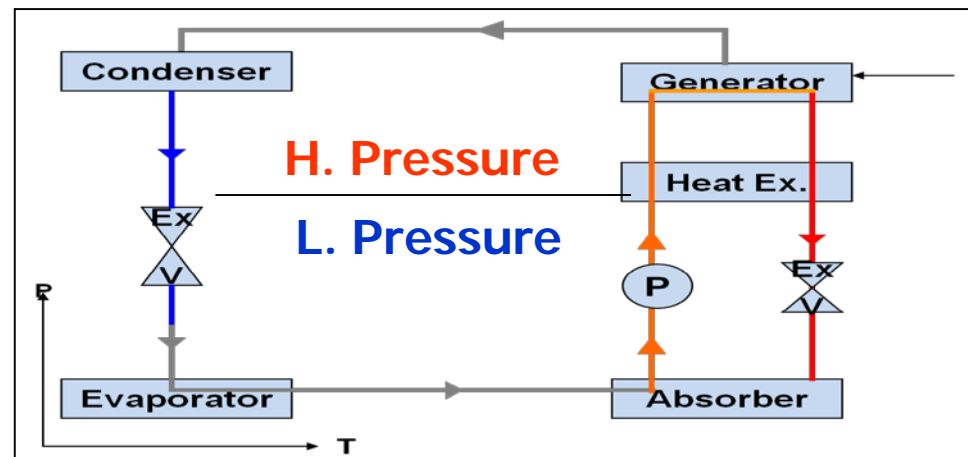 Condenser
Generator
H. Pressure
Heat Ex.
L. Pressure
Ex
V
Ex
V
P
P
Evaporator
Absorber
T